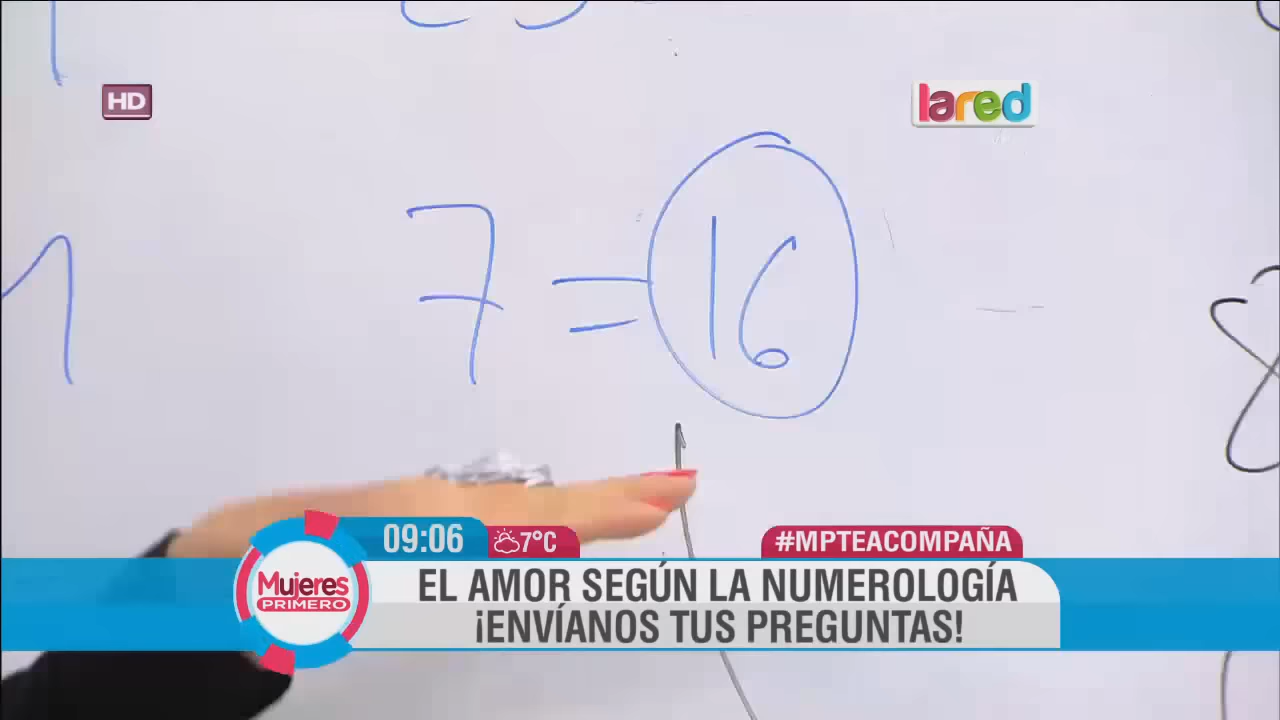 HD
lared
7 = 16
8
09:06
7°C
#MPTEACOMPAÑA
Mujeres
PRIMERO
EL AMOR SEGÚN LA NUMEROLOGÍA
¡ENVÍANOS TUS PREGUNTAS!